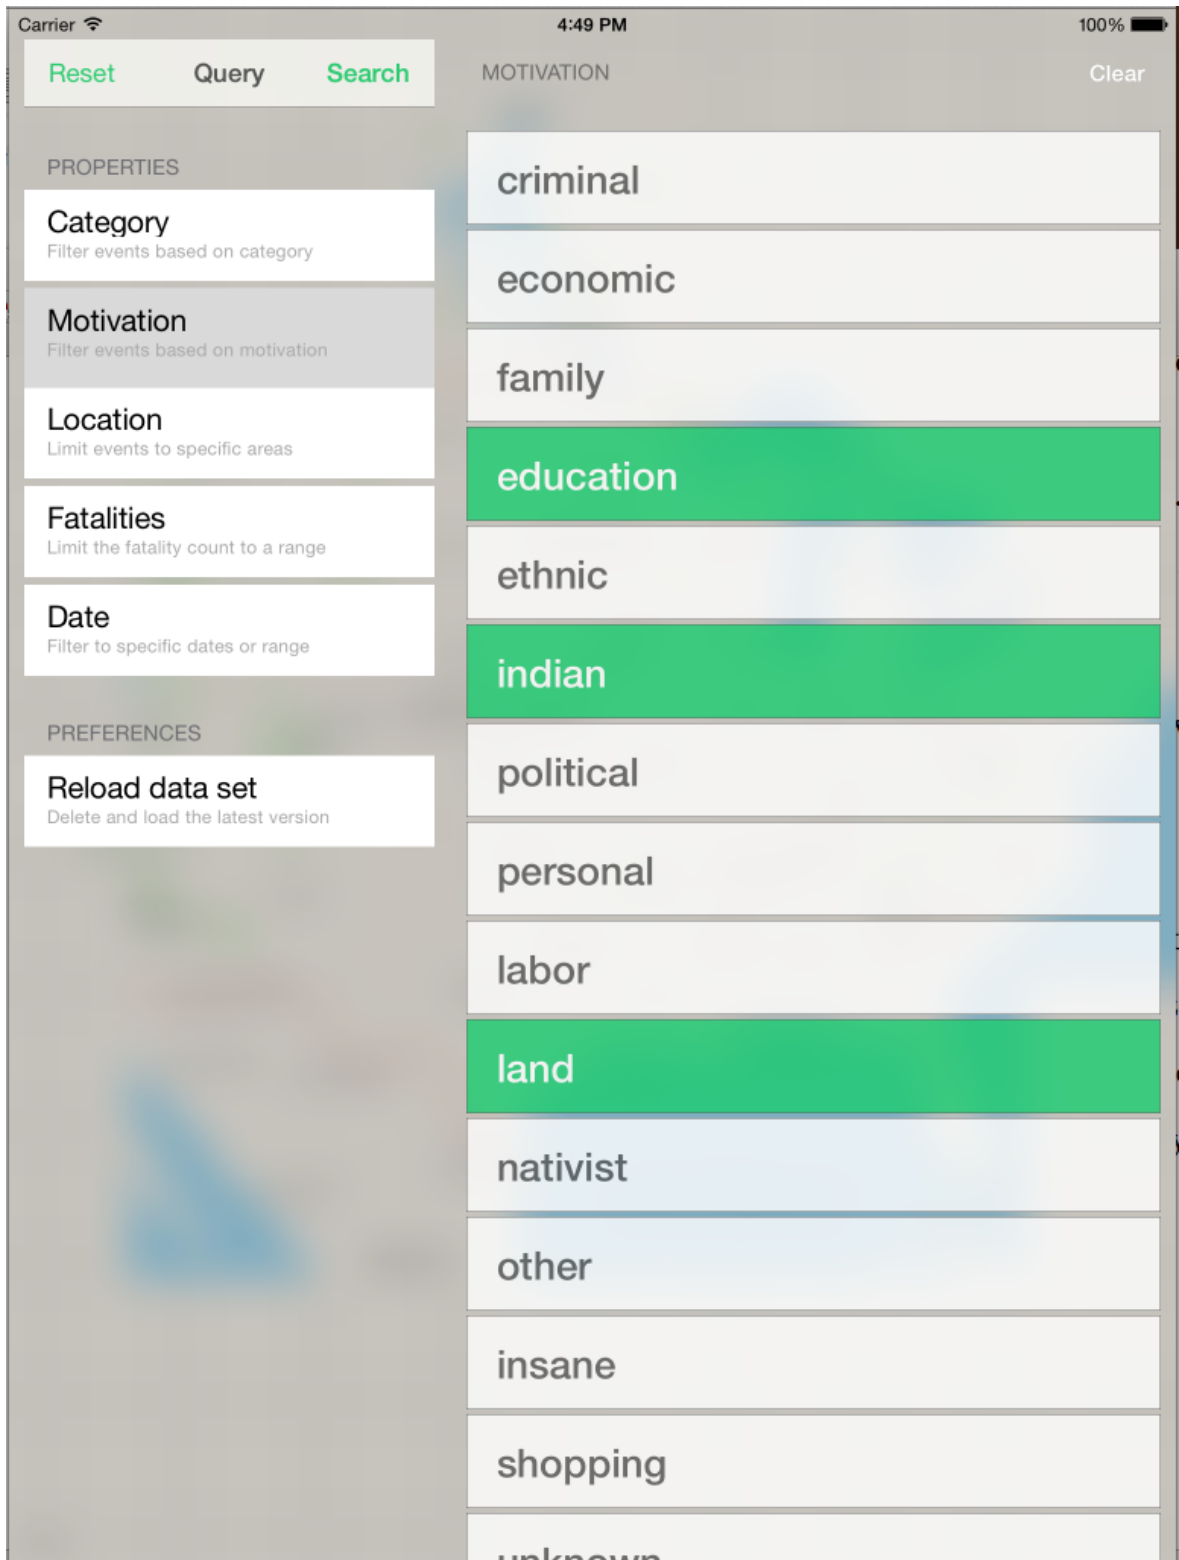 Carrier
4:49 PM
100%
Reset Query Search
PROPERTIES
Category
Filter events based on category
Motivation
Filter events based on motivation
Location
Limit events to specific areas
Fatalities
Limit the fatality count to a range
Date
Filter to specific dates or range
PREFERENCES
Reload data set
Delete and load the latest version
MOTIVATION Clear
criminal
economic
family
education
ethnic
indian
political
personal
labor
land
nativist
other
insane
shopping
unknown